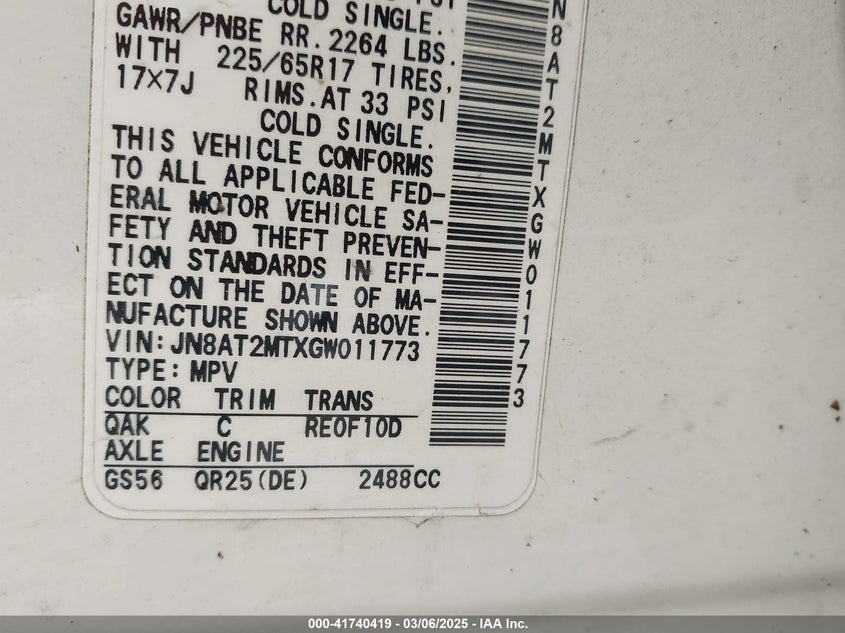 COLD SINGLE.
GAWR/PNBE RR. 2264 LBS.
WITH 225/65R17 TIRES,
17X7J RIMS.AT 33 PSI
COLD SINGLE.
THIS VEHICLE CONFORMS
TO ALL APPLICABLE FED-
ERAL MOTOR VEHICLE SA-
FETY AND THEFT PREVEN-
TION STANDARDS IN EFF-
ECT ON THE DATE OF MA-
NUFACTURE SHOWN ABOVE.
VIN:JN8AT2MTXGW011773
TYPE:MPV
COLOR TRIM TRANS
QAK C RE0F10D
AXLE ENGINE
GS56 QR25(DE) 2488CC
N8AT2MTXGW011773
000-41740419 - 03/06/2025 - IAA Inc.